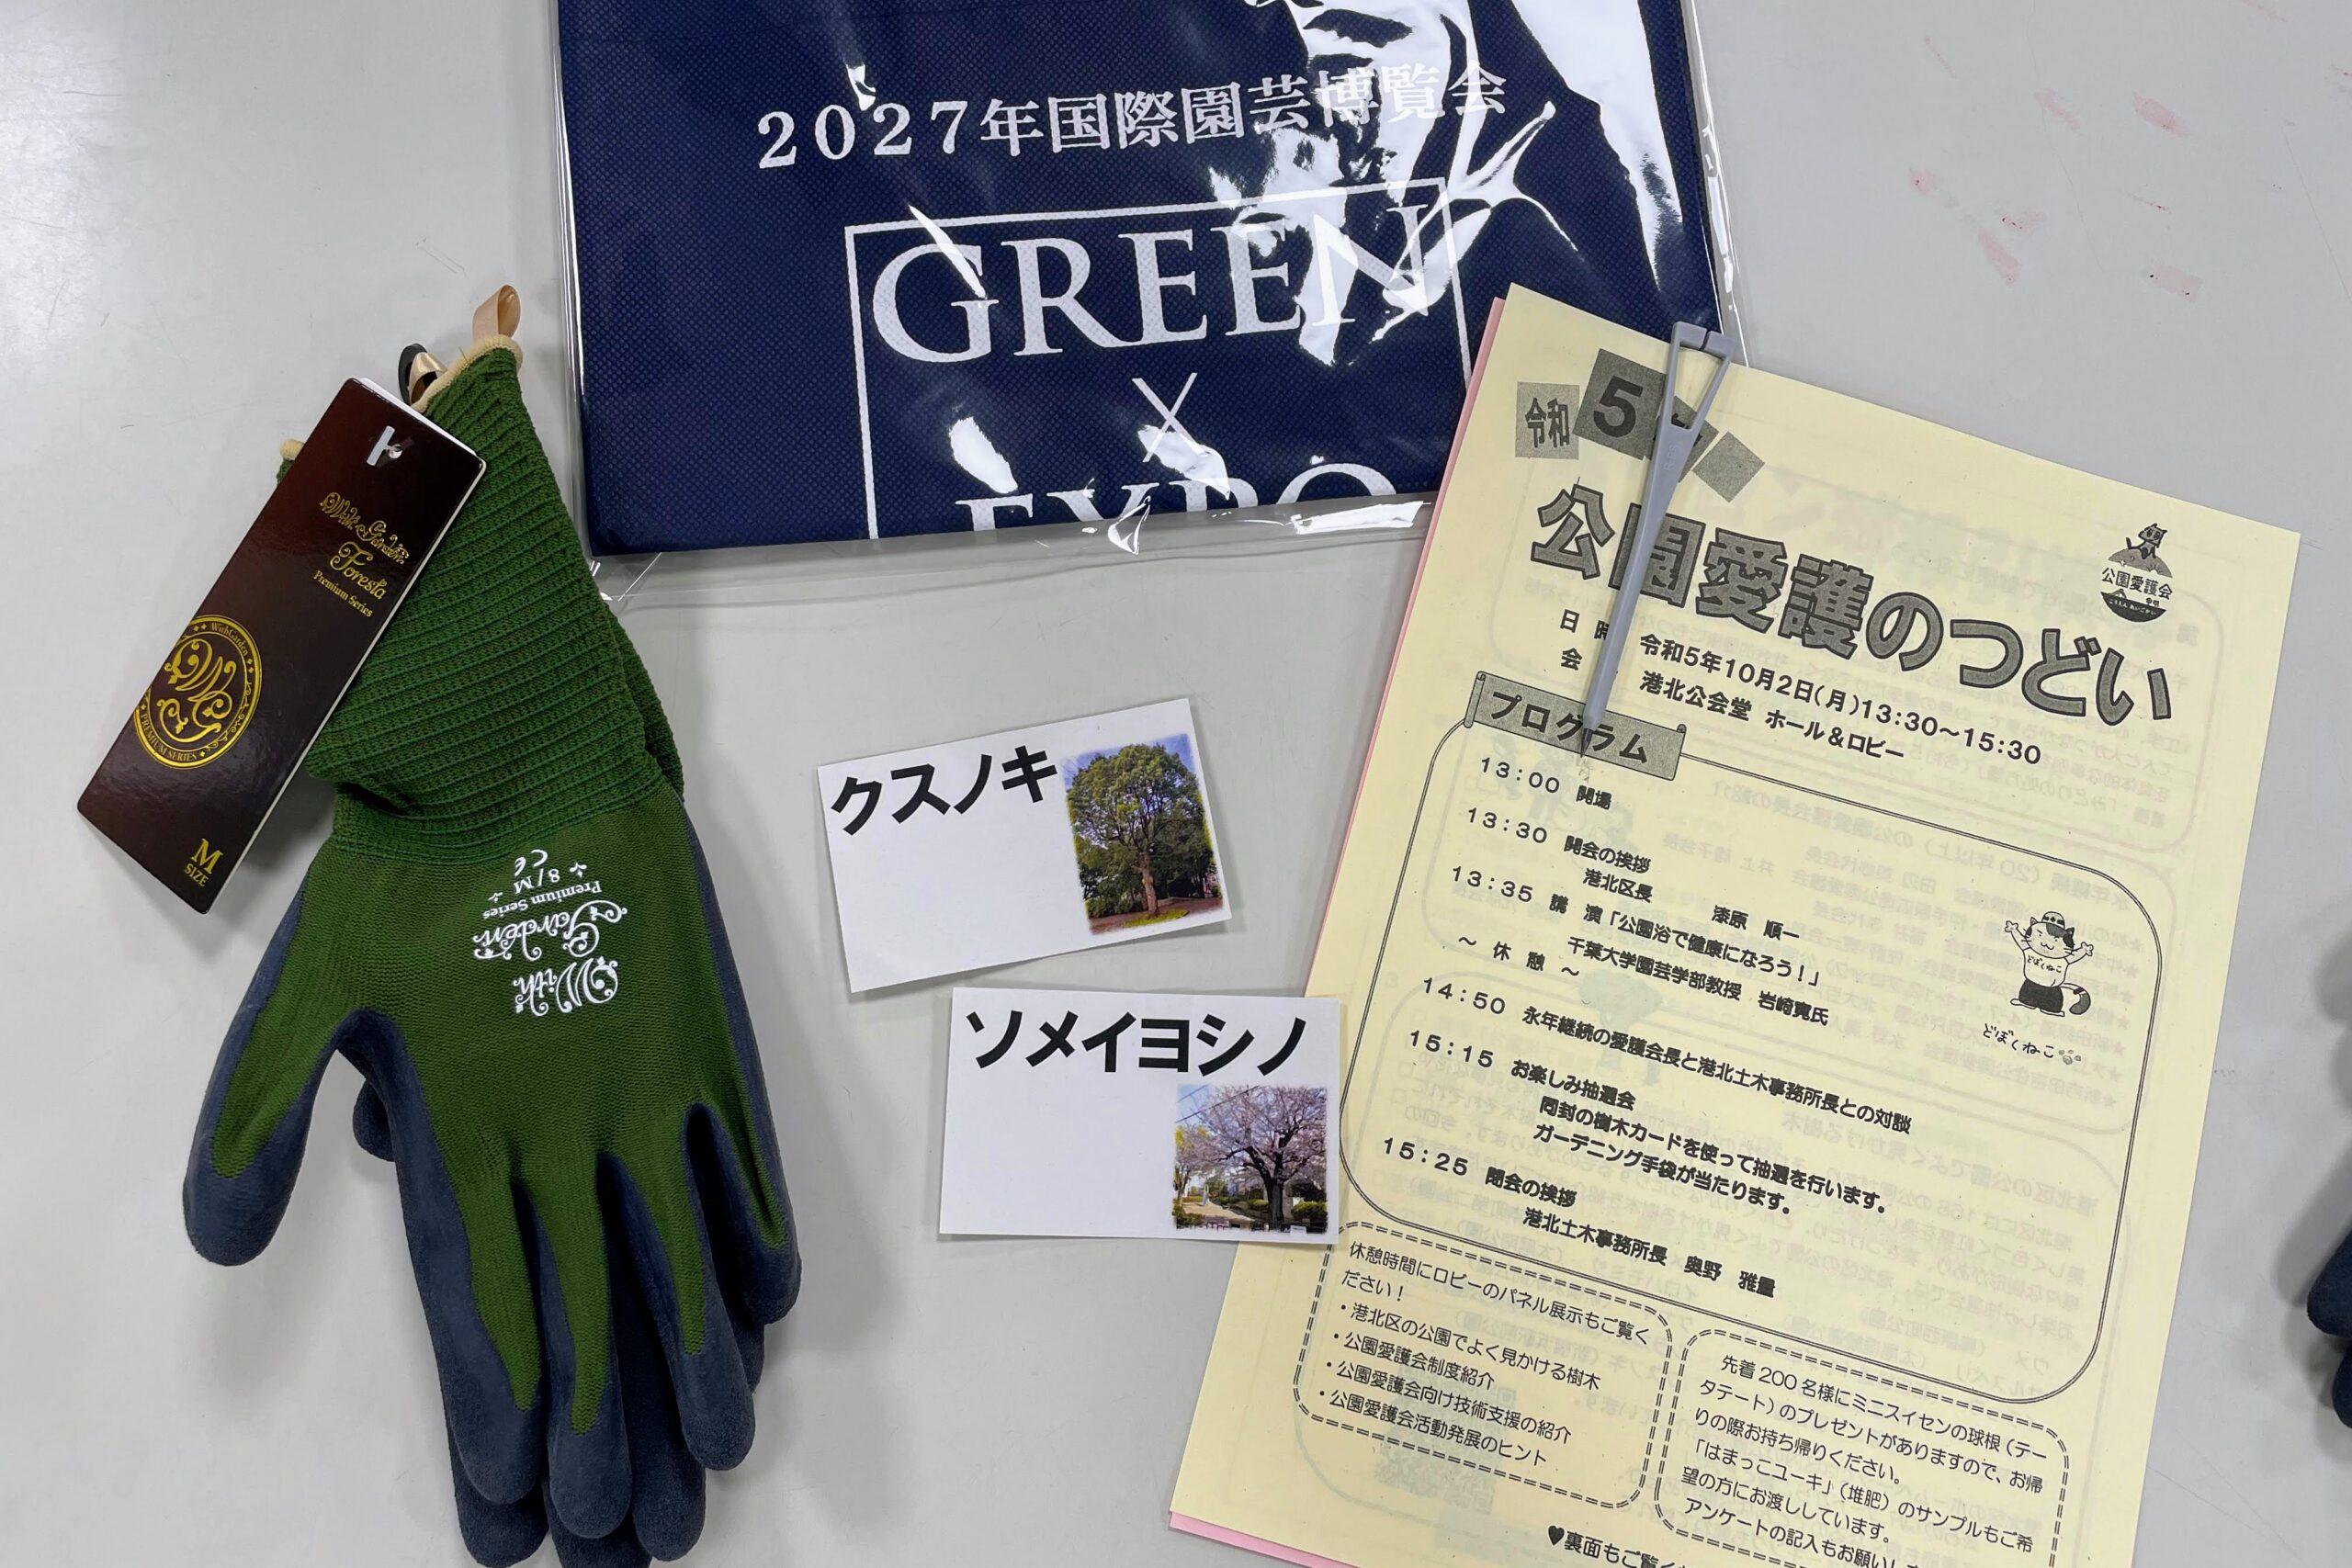 2027年国際園芸博覧会
GREEN
×
EXPO
With Garden
Foresta
Premium Series
WithGarden
PREMIUM SERIES
M
SIZE
With
Garden
Premium Series
8/M
CE
クスノキ
ソメイヨシノ
令和5
公園愛護のつどい
公園愛護会
こうえん あいごかい
日 時 令和5年10月2日(月)13:30～15:30
会 港北公会堂 ホール＆ロビー
プログラム
13:00 開場
13:30 開会の挨拶
港北区長 漆原 順一
13:35 講 演「公園浴で健康になろう！」
千葉大学園芸学部教授 岩崎寛氏
～ 休 憩 ～
14:50 永年継続の愛護会長と港北土木事務所長との対談
15:15 お楽しみ抽選会
同封の樹木カードを使って抽選を行います。
ガーデニング手袋が当たります。
15:25 閉会の挨拶
港北土木事務所長 奥野 雅量
どぼくねこ
どぼくねこ
休憩時間にロビーのパネル展示もご覧く
ださい！
・港北区の公園でよく見かける樹木
・公園愛護会制度紹介
・公園愛護会向け技術支援の紹介
・公園愛護会活動発展のヒント
先着200名様にミニスイセンの球根（テー
タテート）のプレゼントがありますので、お帰
りの際お持ち帰りください。
「はまっこユーキ」（堆肥）のサンプルもご希
望の方にお渡ししています。
アンケートの記入もお願いし
♥裏面もご覧く